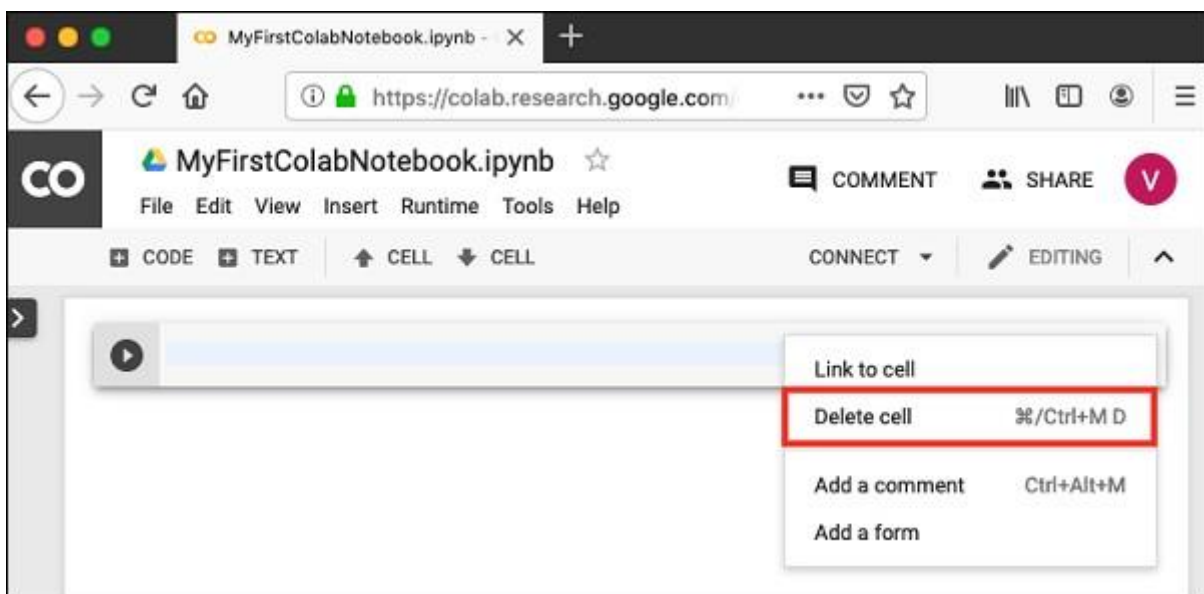 CO MyFirstColabNotebook.ipynb -
https://colab.research.google.com/
CO
MyFirstColabNotebook.ipynb
COMMENT
SHARE
V
File Edit View Insert Runtime Tools Help
CODE TEXT CELL CELL
CONNECT
EDITING
Link to cell
Delete cell ⌘/Ctrl+M D
Add a comment Ctrl+Alt+M
Add a form